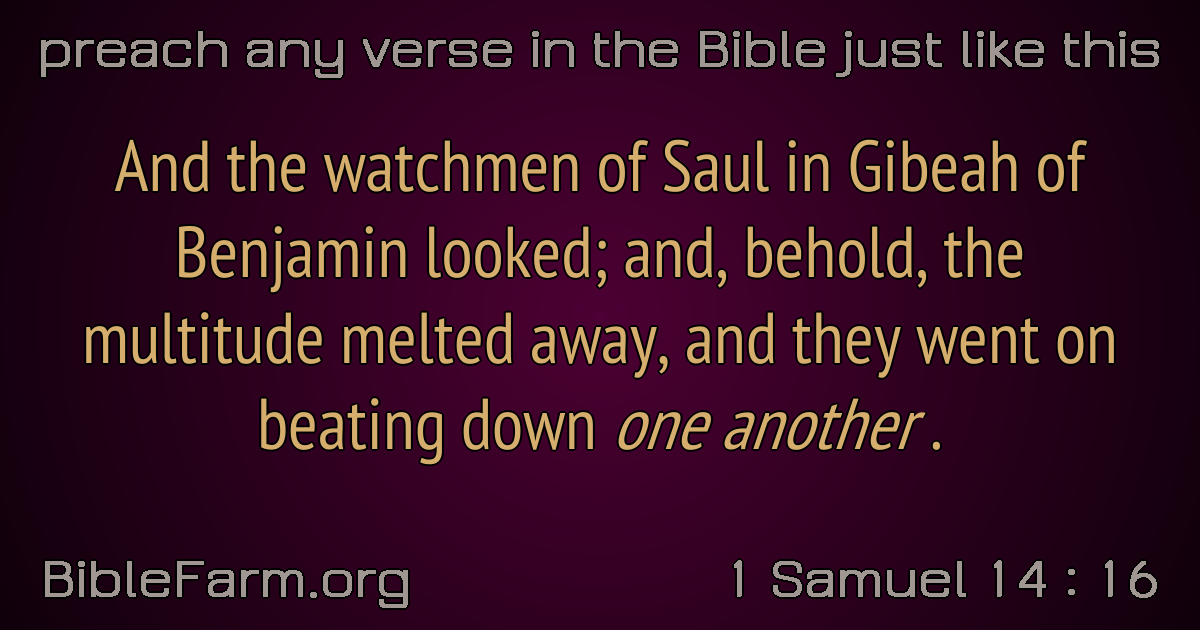 preach any verse in the Bible just like this
And the watchmen of Saul in Gibeah of
Benjamin looked; and, behold, the
multitude melted away, and they went on
beating down one another .
BibleFarm.org
1 Samuel 14 : 16